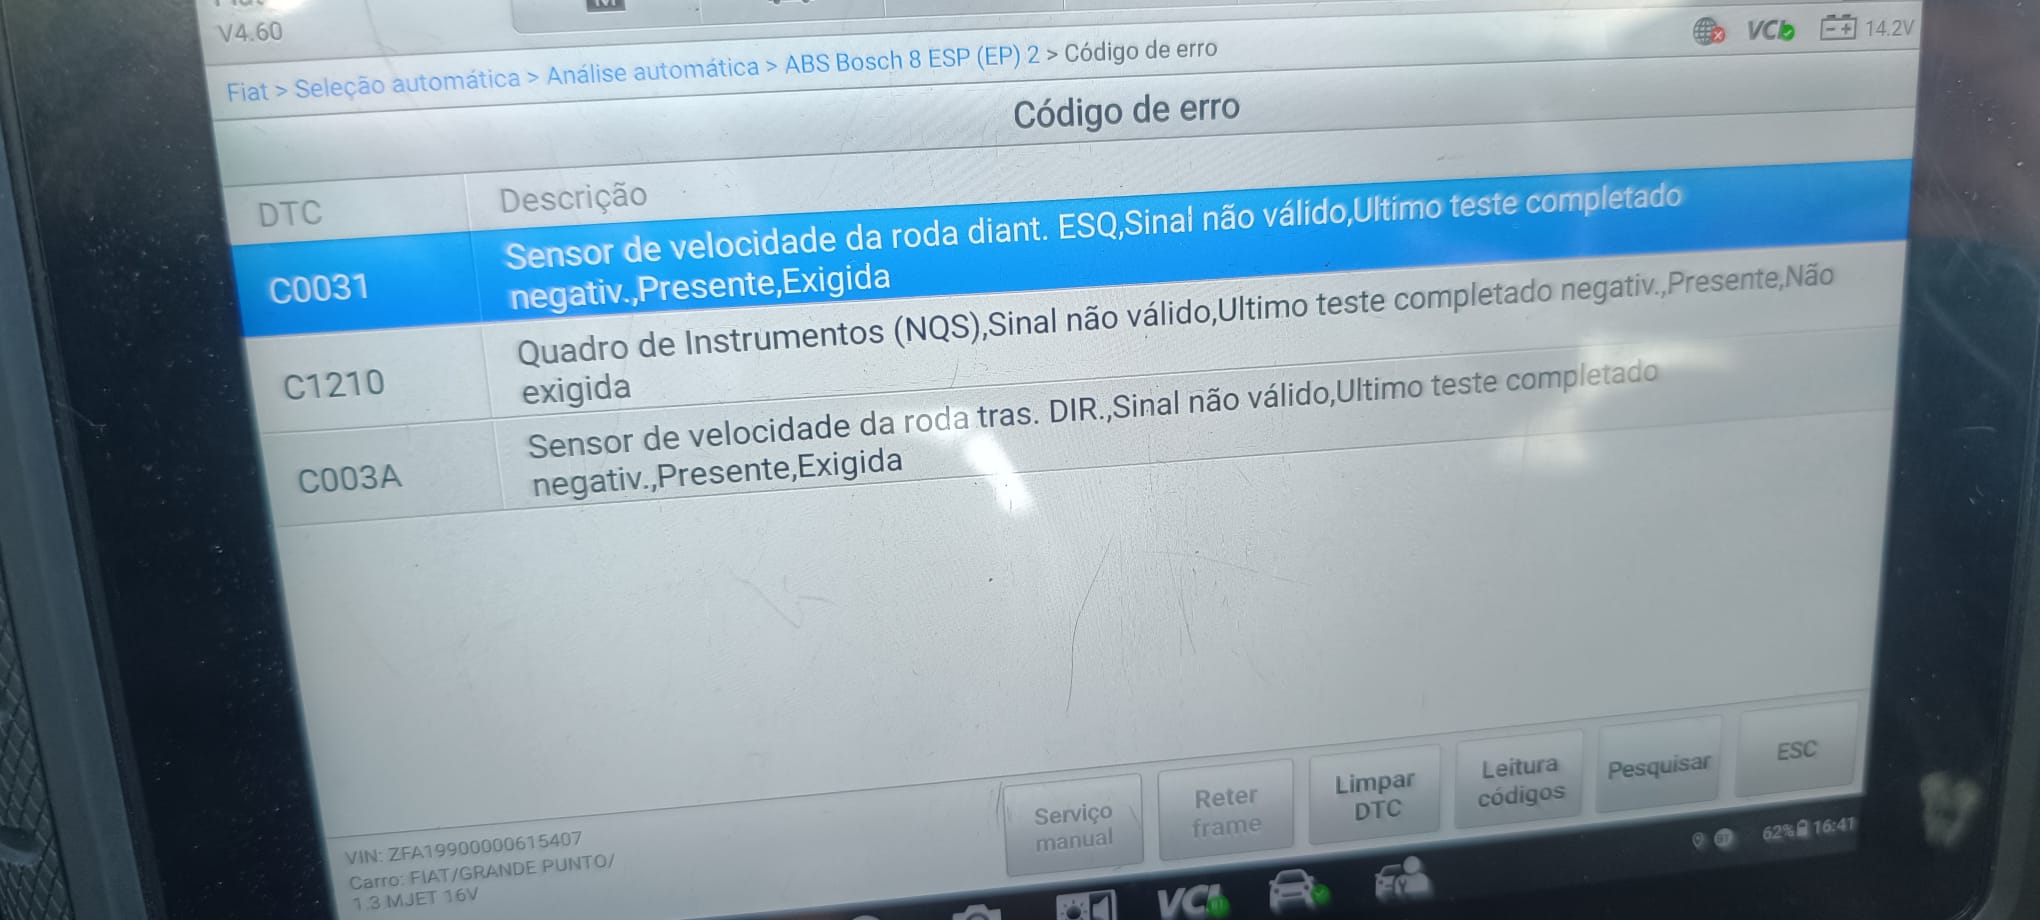 V4.60
VCI
14.2V
Fiat > Seleção automática > Análise automática > ABS Bosch 8 ESP (EP) 2 > Código de erro
Código de erro
DTC
Descrição
C0031
Sensor de velocidade da roda diant. ESQ,Sinal não válido,Ultimo teste completado
negativ.,Presente,Exigida
C1210
Quadro de Instrumentos (NQS),Sinal não válido,Ultimo teste completado negativ.,Presente,Não
exigida
C003A
Sensor de velocidade da roda tras. DIR.,Sinal não válido,Ultimo teste completado
negativ.,Presente,Exigida
Serviço
manual
Reter
frame
Limpar
DTC
Leitura
códigos
Pesquisar
ESC
VIN: ZFA19900000615407
Carro: FIAT/GRANDE PUNTO/
1.3 MJET 16V
62%
16:41
VCI